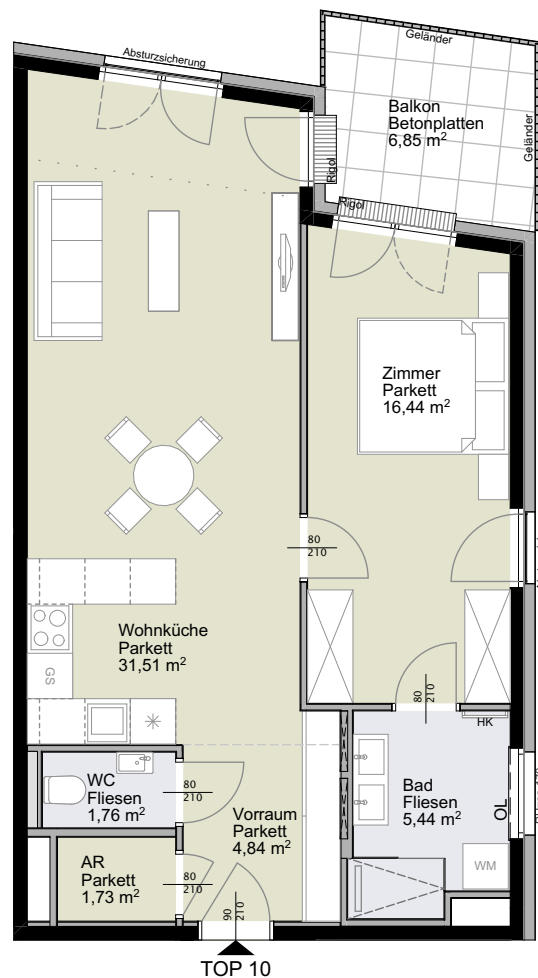 Absturzsicherung
Geländer
Balkon
Betonplatten
6,85 m²
Geländer
Rigol
Rigol
Zimmer
Parkett
16,44 m²
80
210
Wohnküche
Parkett
31,51 m²
GS
80
210
HK
WC
Fliesen
1,76 m²
80
210
Vorraum
Parkett
4,84 m²
Bad
Fliesen
5,44 m²
OL
WM
AR
Parkett
1,73 m²
80
210
90
210
TOP 10